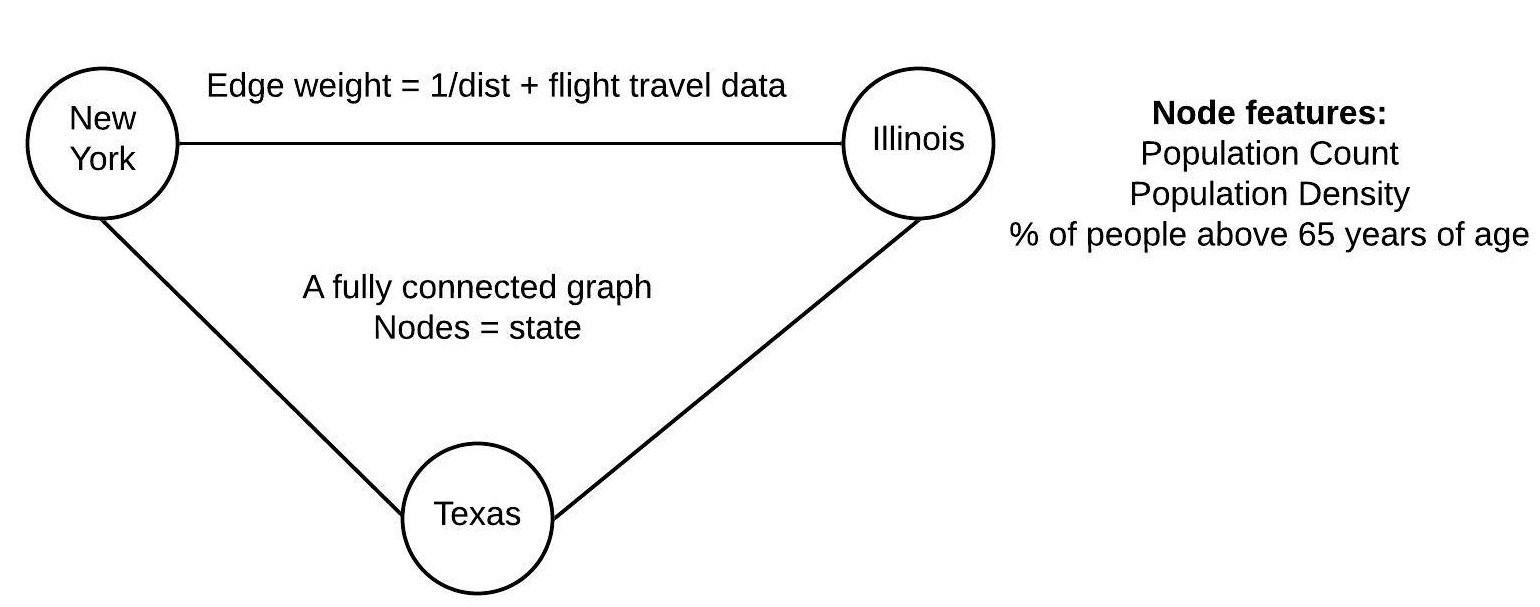 New
York
Edge weight = 1/dist + flight travel data
Illinois
Node features:
Population Count
Population Density
% of people above 65 years of age
A fully connected graph
Nodes = state
Texas